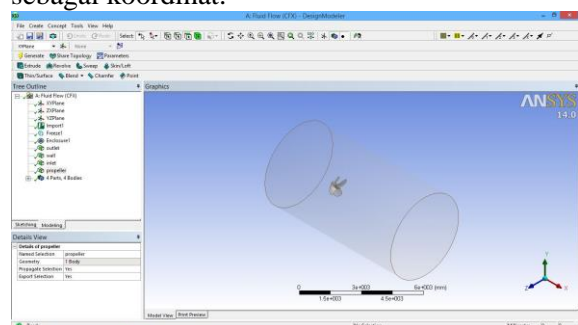 sebagai koordinat.
A: Fluid Flow (CFX) - DesignModeler
File Create Concept Tools View Help
Select:
XYPlane
None
Generate Share Topology Parameters
Extrude Revolve Sweep Skin/Loft
Thin/Surface Blend Chamfer Point
Tree Outline
Graphics
A: Fluid Flow (CFX)
XYPlane
ZXPlane
YZPlane
Import1
Freeze1
Enclosure1
outlet
wall
inlet
propeller
4 Parts, 4 Bodies
ANSYS
14.0
Sketching Modeling
Details View
Details of propeller
Named Selection propeller
Geometry 1 Body
Propagate Selection Yes
Export Selection Yes
0 3e+003 6e+003 (mm)
1.5e+003 4.5e+003
Y
Z X
Model View Print Preview